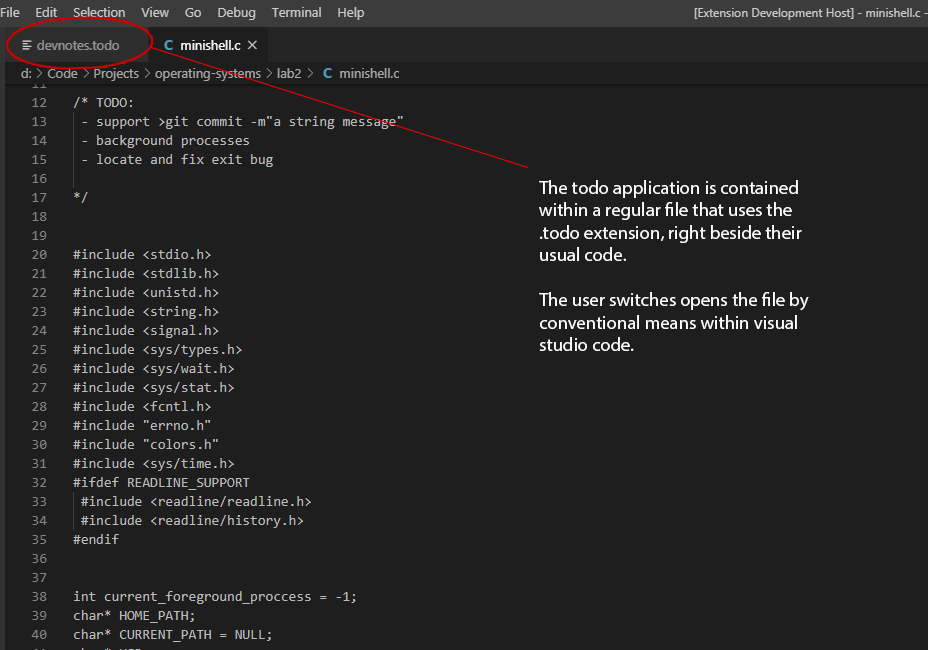 File Edit Selection View Go Debug Terminal Help [Extension Development Host] - minishell.c -
devnotes.todo C minishell.c ×
d: > Code > Projects > operating-systems > lab2 > C minishell.c
11
12 /* TODO:
13 - support >git commit -m"a string message"
14 - background processes
15 - locate and fix exit bug
16
17 */
18
19
20 #include <stdio.h>
21 #include <stdlib.h>
22 #include <unistd.h>
23 #include <string.h>
24 #include <signal.h>
25 #include <sys/types.h>
26 #include <sys/wait.h>
27 #include <sys/stat.h>
28 #include <fcntl.h>
29 #include "errno.h"
30 #include "colors.h"
31 #include <sys/time.h>
32 #ifdef READLINE_SUPPORT
33 #include <readline/readline.h>
34 #include <readline/history.h>
35 #endif
36
37
38 int current_foreground_proccess = -1;
39 char* HOME_PATH;
40 char* CURRENT_PATH = NULL;
The todo application is contained
within a regular file that uses the
.todo extension, right beside their
usual code.
The user switches opens the file by
conventional means within visual
studio code.